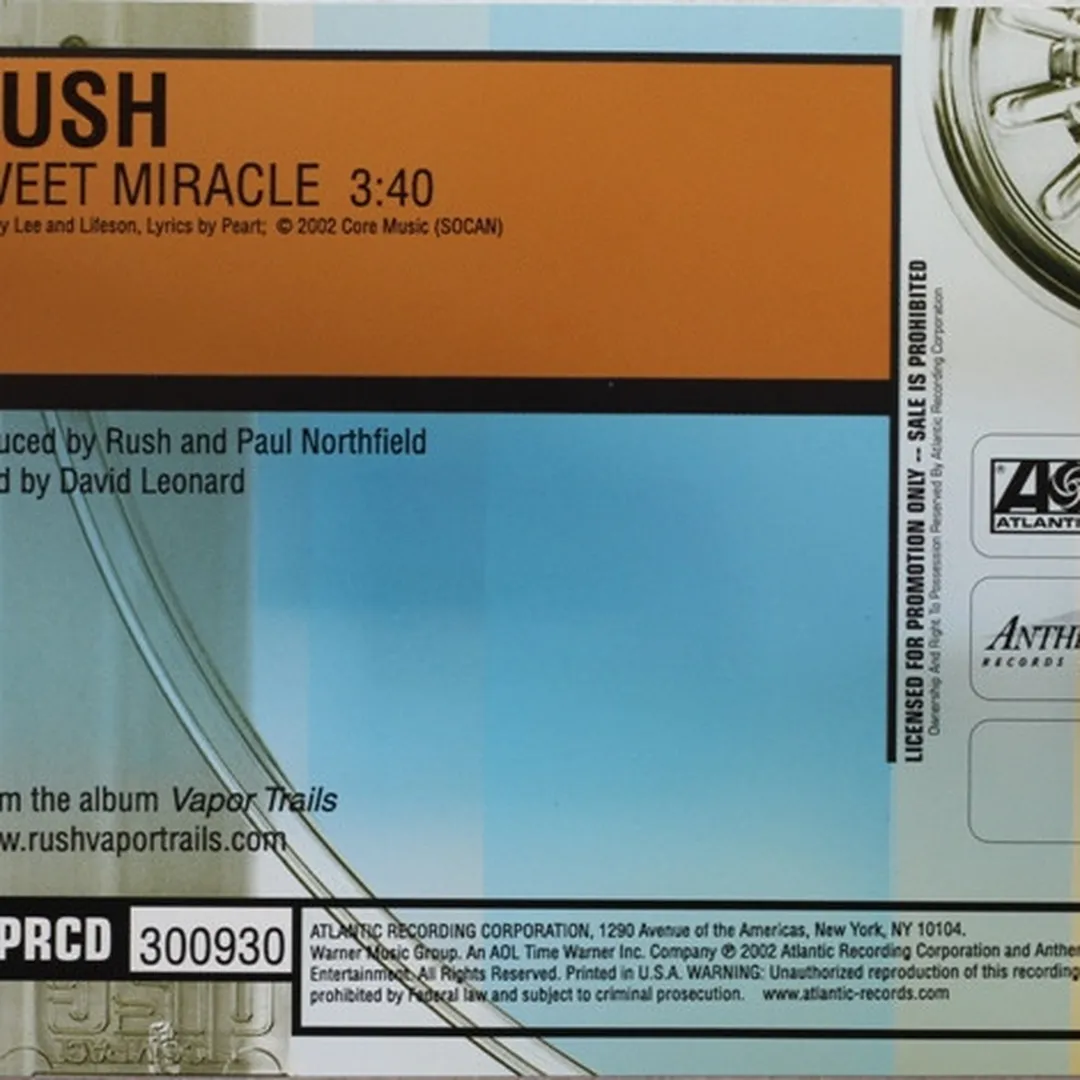 USH
WEET MIRACLE 3:40
y Lee and Lifeson, Lyrics by Peart; © 2002 Core Music (SOCAN)
uced by Rush and Paul Northfield
d by David Leonard
m the album Vapor Trails
w.rushvaportrails.com
PRCD 300930
ATLANTIC RECORDING CORPORATION, 1290 Avenue of the Americas, New York, NY 10104.
Warner Music Group. An AOL Time Warner Inc. Company ℗ 2002 Atlantic Recording Corporation and Anthe
Entertainment. All Rights Reserved. Printed in U.S.A. WARNING: Unauthorized reproduction of this recording
prohibited by Federal law and subject to criminal prosecution. www.atlantic-records.com
LICENSED FOR PROMOTION ONLY -- SALE IS PROHIBITED
Ownership And Right To Possession Reserved By Atlantic Recording Corporation
®
ATLANTI
ANTHE
RECORDS